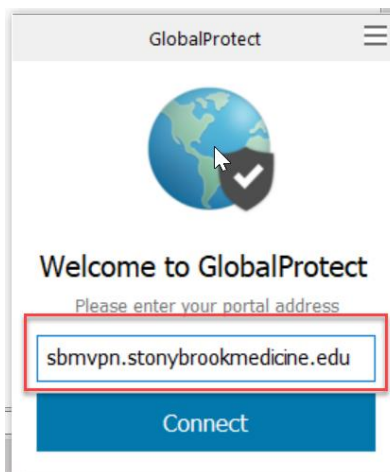 GlobalProtect
Welcome to GlobalProtect
Please enter your portal address
sbmvpn.stonybrookmedicine.edu
Connect